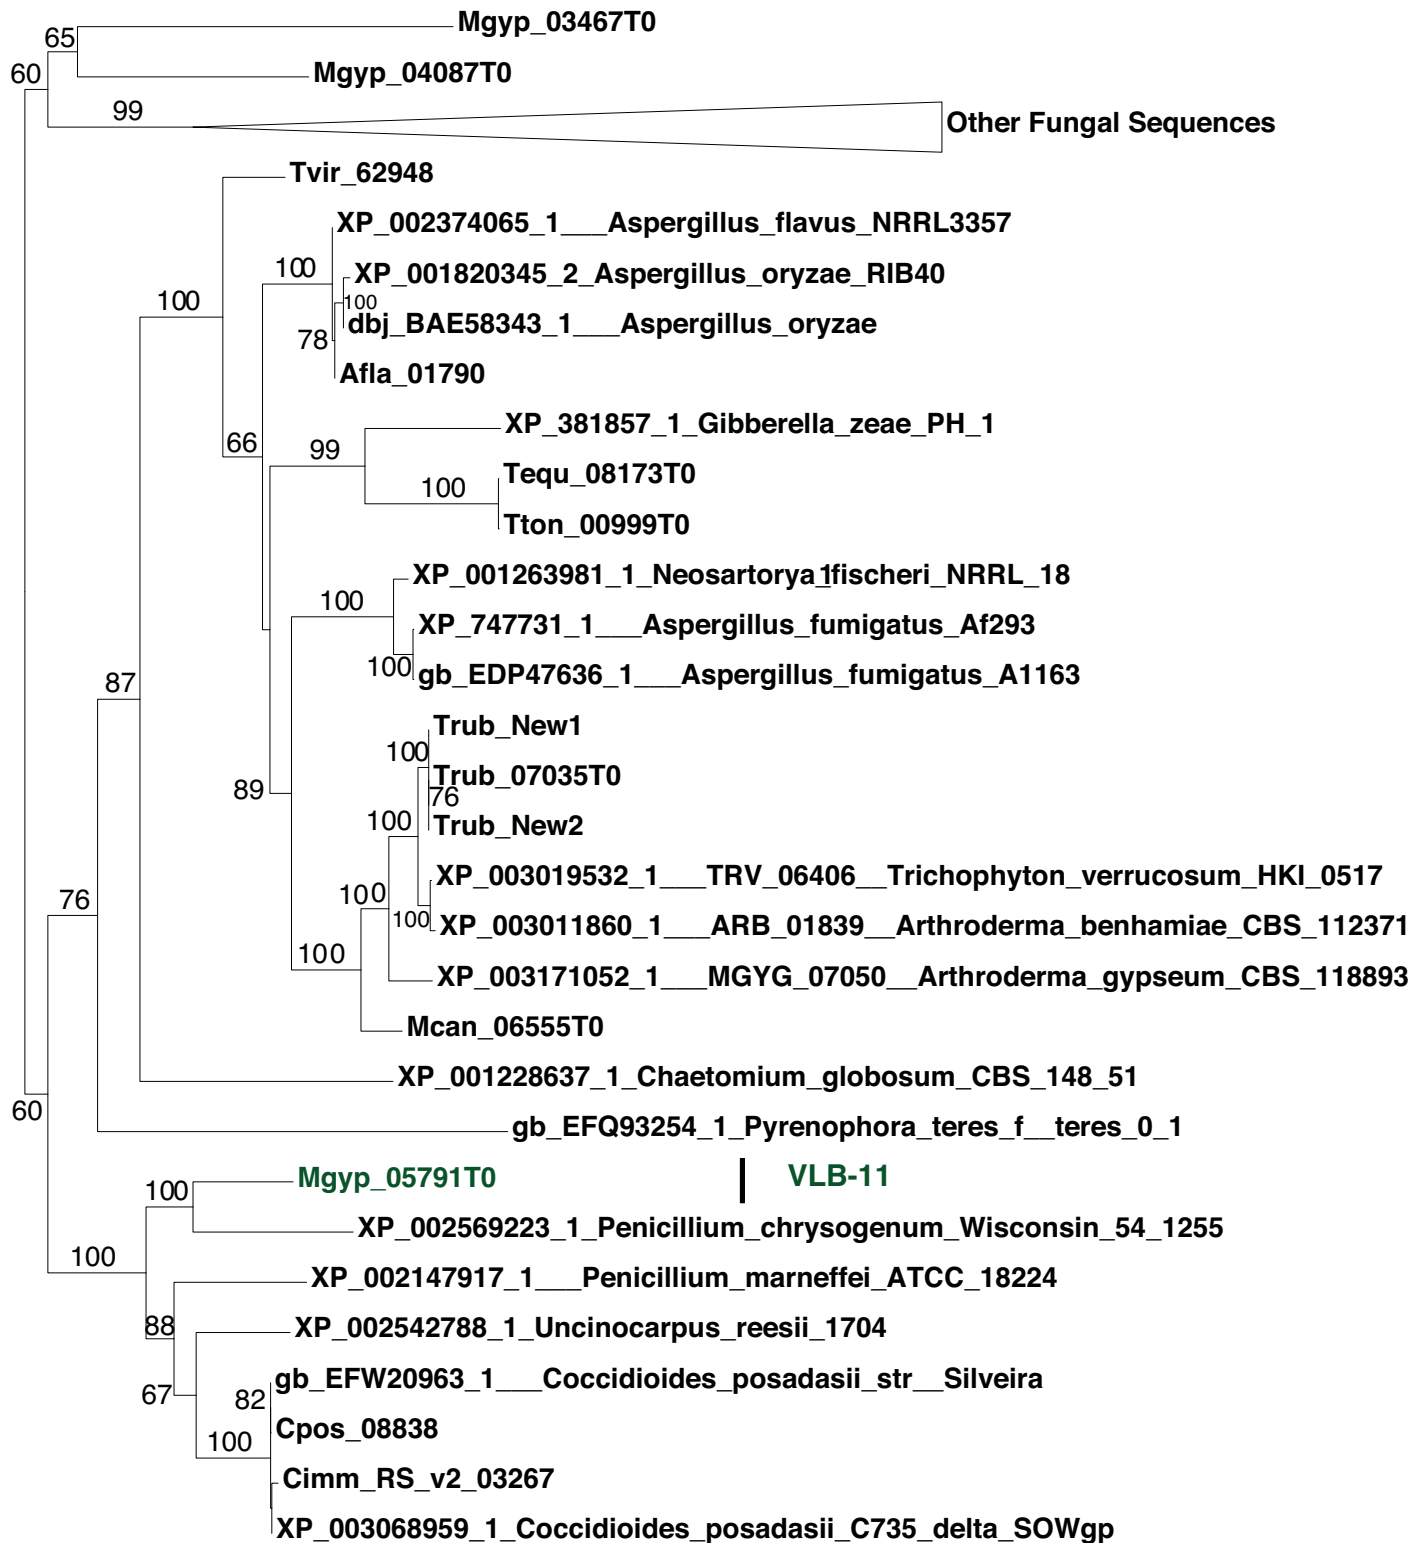 Mgyp_03467T0
65
60
Mgyp_04087T0
99
Other Fungal Sequences
Tvir_62948
XP_002374065_1___Aspergillus_flavus_NRRL3357
100
XP_001820345_2_Aspergillus_oryzae_RIB40
100
100
dbj_BAE58343_1___Aspergillus_oryzae
78
Afla_01790
XP_381857_1_Gibberella_zeae_PH_1
66
99
Tequ_08173T0
100
Tton_00999T0
XP_001263981_1_Neosartorya_fischeri_NRRL_181
100
XP_747731_1___Aspergillus_fumigatus_Af293
100
gb_EDP47636_1___Aspergillus_fumigatus_A1163
87
Trub_New1
100
Trub_07035T0
89
76
100
Trub_New2
XP_003019532_1___TRV_06406__Trichophyton_verrucosum_HKI_0517
76
100
100
XP_003011860_1___ARB_01839__Arthroderma_benhamiae_CBS_112371
100
XP_003171052_1___MGYG_07050__Arthroderma_gypseum_CBS_118893
Mcan_06555T0
XP_001228637_1_Chaetomium_globosum_CBS_148_51
60
gb_EFQ93254_1_Pyrenophora_teres_f__teres_0_1
Mgyp_05791T0
VLB-11
100
XP_002569223_1_Penicillium_chrysogenum_Wisconsin_54_1255
100
XP_002147917_1___Penicillium_marneffei_ATCC_18224
88
XP_002542788_1_Uncinocarpus_reesii_1704
gb_EFW20963_1___Coccidioides_posadasii_str__Silveira
67
82
Cpos_08838
100
Cimm_RS_v2_03267
XP_003068959_1_Coccidioides_posadasii_C735_delta_SOWgp